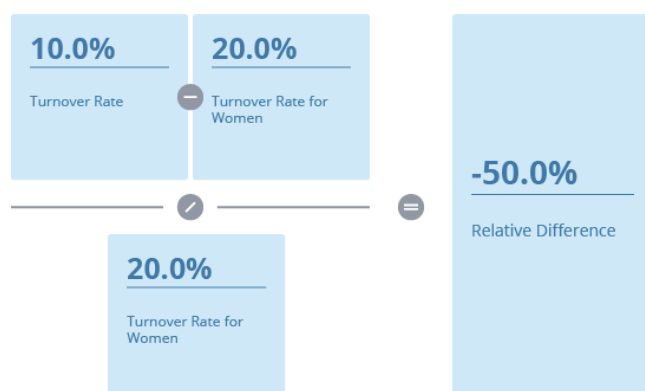 10.0%
Turnover Rate
−
20.0%
Turnover Rate for
Women
/
20.0%
Turnover Rate for
Women
=
-50.0%
Relative Difference